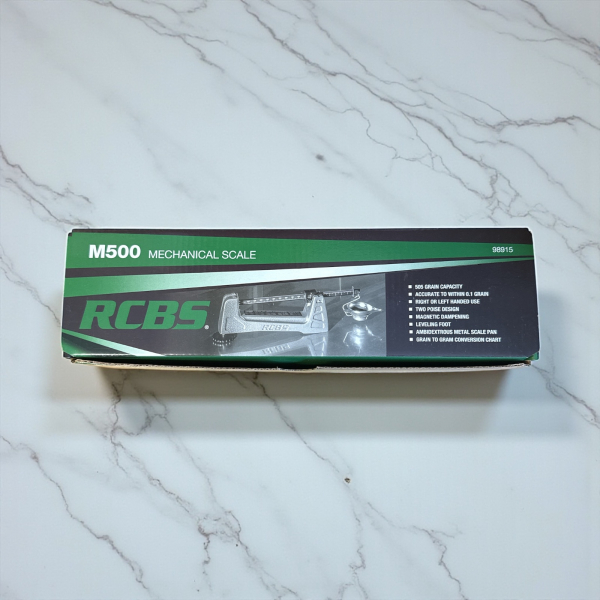 M500 MECHANICAL SCALE
98915
RCBS®
RCBS
505 GRAIN CAPACITY
ACCURATE TO WITHIN 0.1 GRAIN
RIGHT OR LEFT HANDED USE
TWO POISE DESIGN
MAGNETIC DAMPENING
LEVELING FOOT
AMBIDEXTROUS METAL SCALE PAN
GRAIN TO GRAM CONVERSION CHART